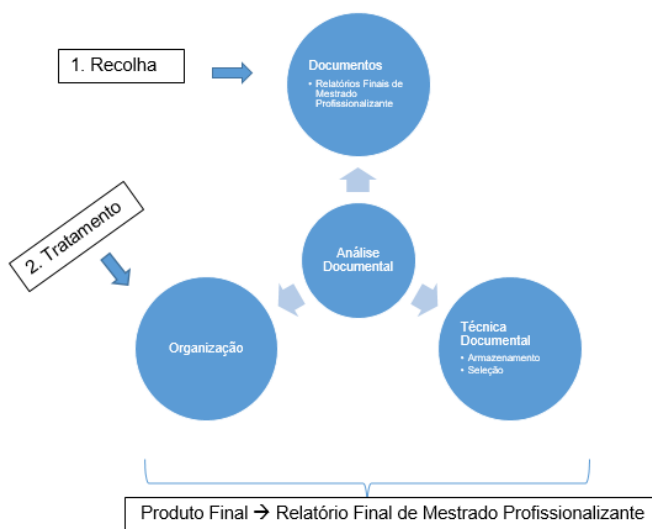 1. Recolha
Documentos
• Relatórios Finais de
Mestrado
Profissionalizante
2. Tratamento
Análise
Documental
Organização
Técnica
Documental
• Armazenamento
• Seleção
Produto Final → Relatório Final de Mestrado Profissionalizante